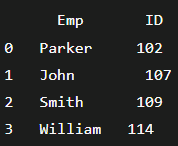 Emp ID
0 Parker 102
1 John 107
2 Smith 109
3 William 114